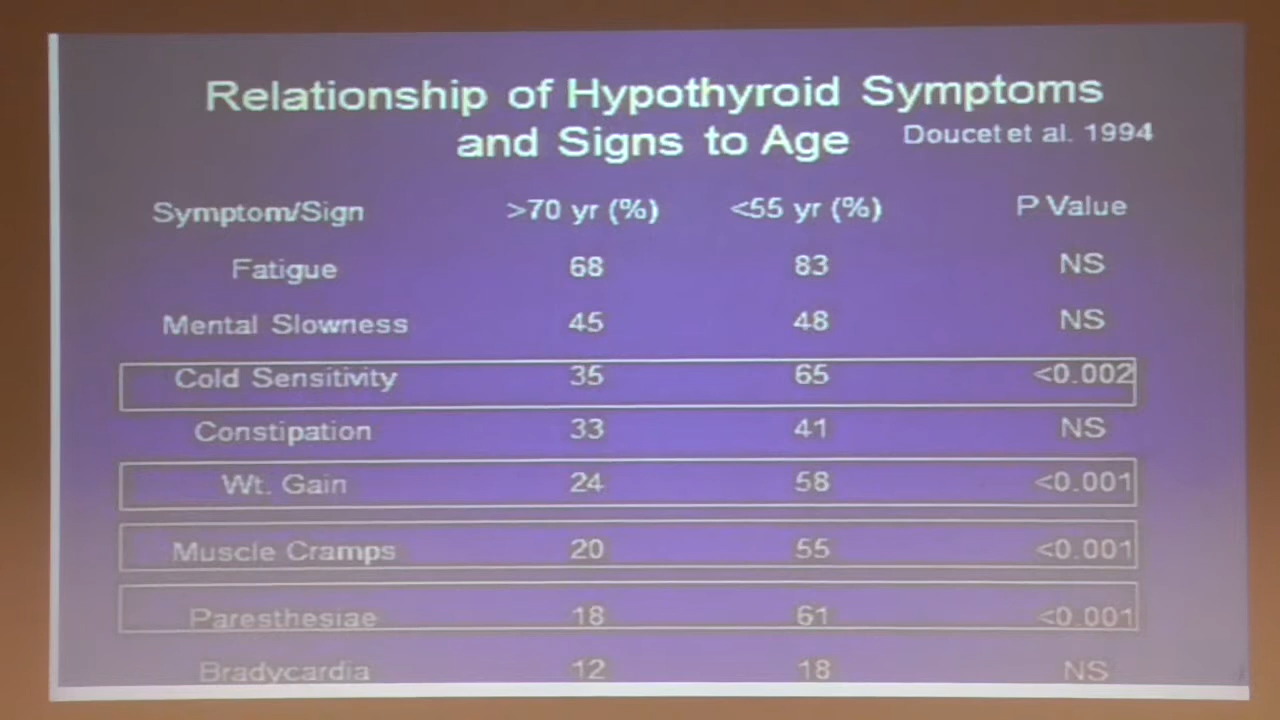 Relationship of Hypothyroid Symptoms
and Signs to Age Doucet et al. 1994
Symptom/Sign >70 yr (%) <55 yr (%) P Value
Fatigue 68 83 NS
Mental Slowness 45 48 NS
Cold Sensitivity 35 65 <0.002
Constipation 33 41 NS
Wt. Gain 24 58 <0.001
Muscle Cramps 20 55 <0.001
Paresthesiae 18 61 <0.001
Bradycardia 12 18 NS